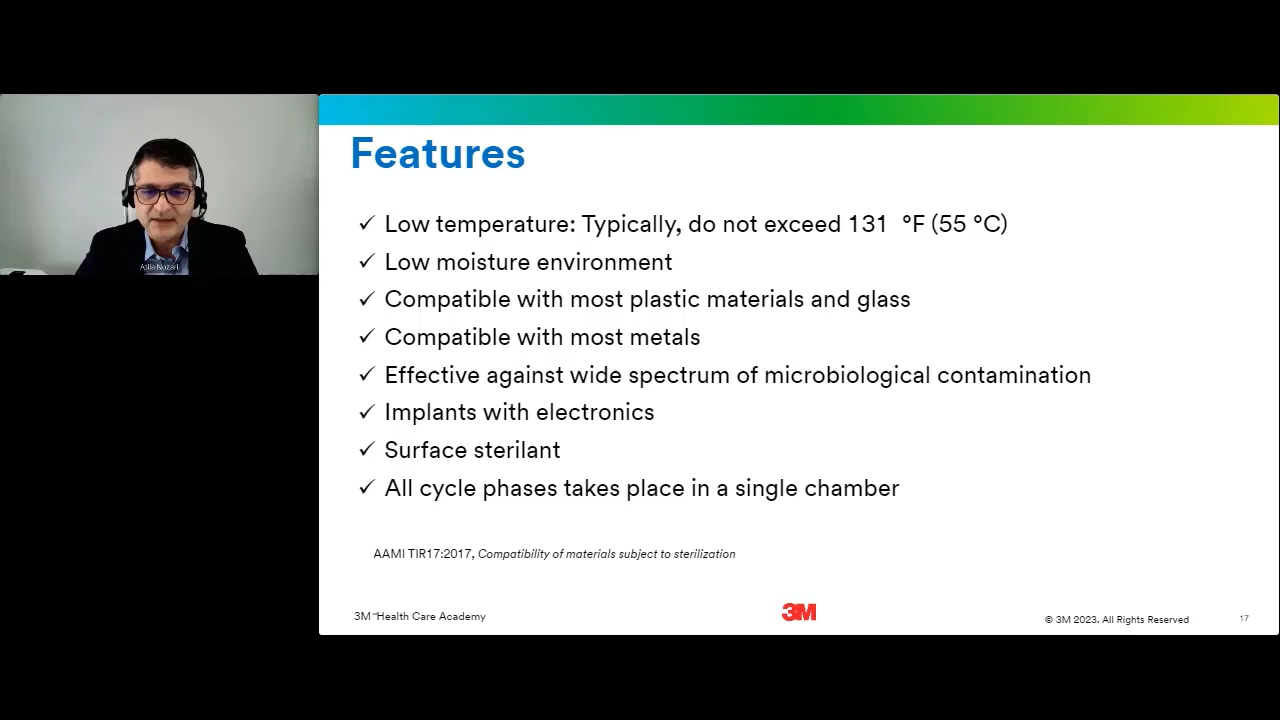 Features
✓ Low temperature: Typically, do not exceed 131 °F (55 °C)
✓ Low moisture environment
✓ Compatible with most plastic materials and glass
✓ Compatible with most metals
✓ Effective against wide spectrum of microbiological contamination
✓ Implants with electronics
✓ Surface sterilant
✓ All cycle phases takes place in a single chamber
AAMI TIR17:2017, Compatibility of materials subject to sterilization
3M™ Health Care Academy
3M
© 3M 2023. All Rights Reserved
17
Atila Nozari